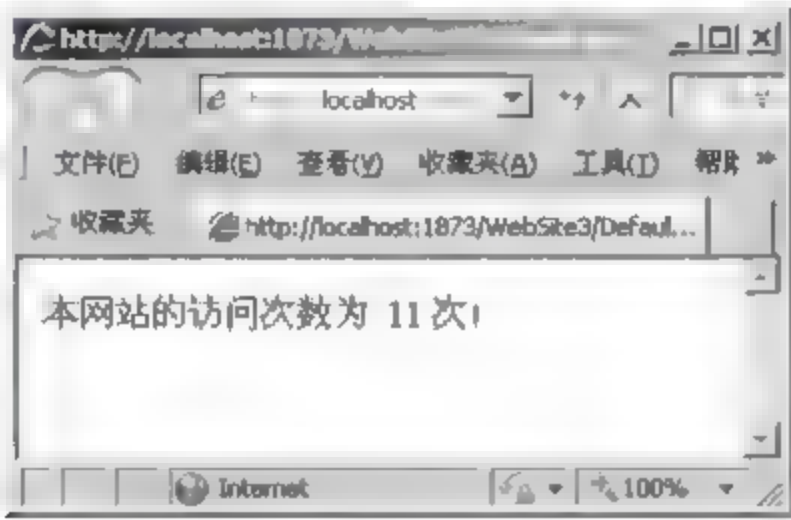 http://localhost:1873/W
localhost
文件(F) 编辑(E) 查看(V) 收藏夹(A) 工具(T)
收藏夹 http://localhost:1873/WebSite3/Defaul...
本网站的访问次数为 11 次!
Internet 100%